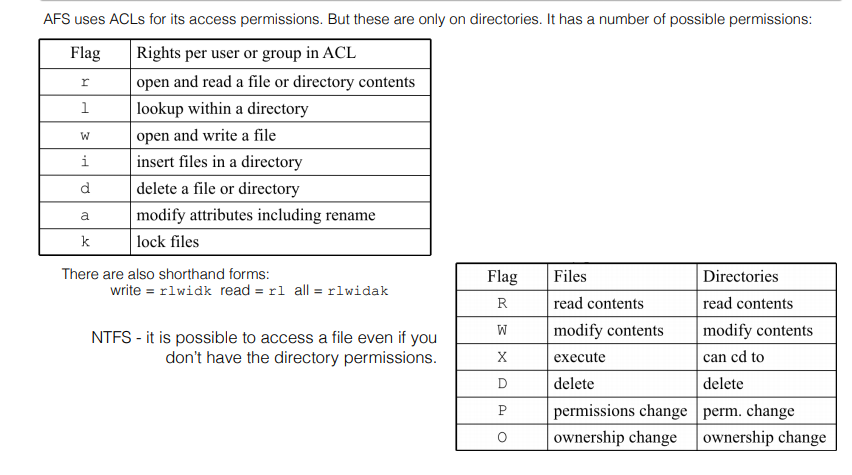 AFS uses ACLs for its access permissions. But these are only on directories. It has a number of possible permissions:
Flag Rights per user or group in ACL
r open and read a file or directory contents
l lookup within a directory
w open and write a file
i insert files in a directory
d delete a file or directory
a modify attributes including rename
k lock files
There are also shorthand forms:
write = rlwidk read = rl all = rlwidak
NTFS - it is possible to access a file even if you
don't have the directory permissions.
Flag Files Directories
R read contents read contents
W modify contents modify contents
X execute can cd to
D delete delete
P permissions change perm. change
O ownership change ownership change